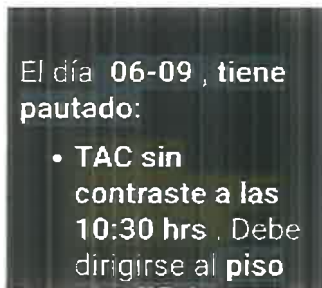 El día 06-09 , tiene
pautado:
• TAC sin
contraste a las
10:30 hrs . Debe
dirigirse al piso